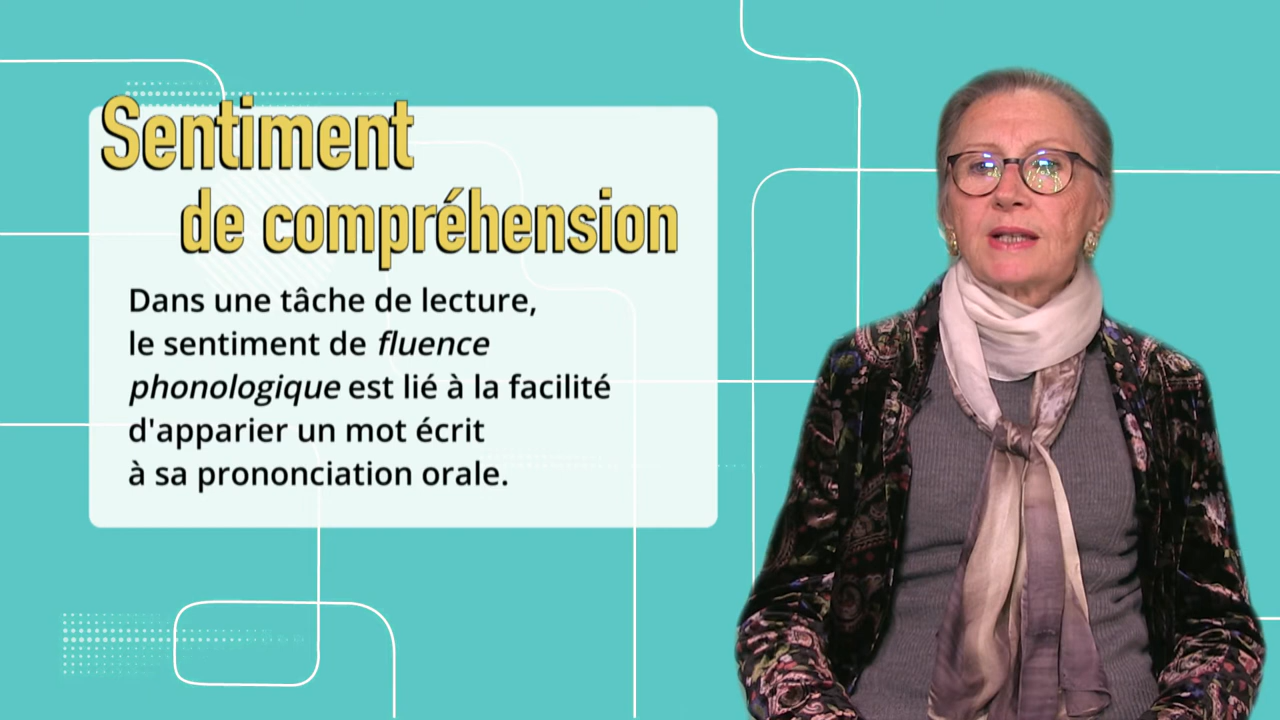 Sentiment
de compréhension
Dans une tâche de lecture,
le sentiment de fluence
phonologique est lié à la facilité
d'apparier un mot écrit
à sa prononciation orale.